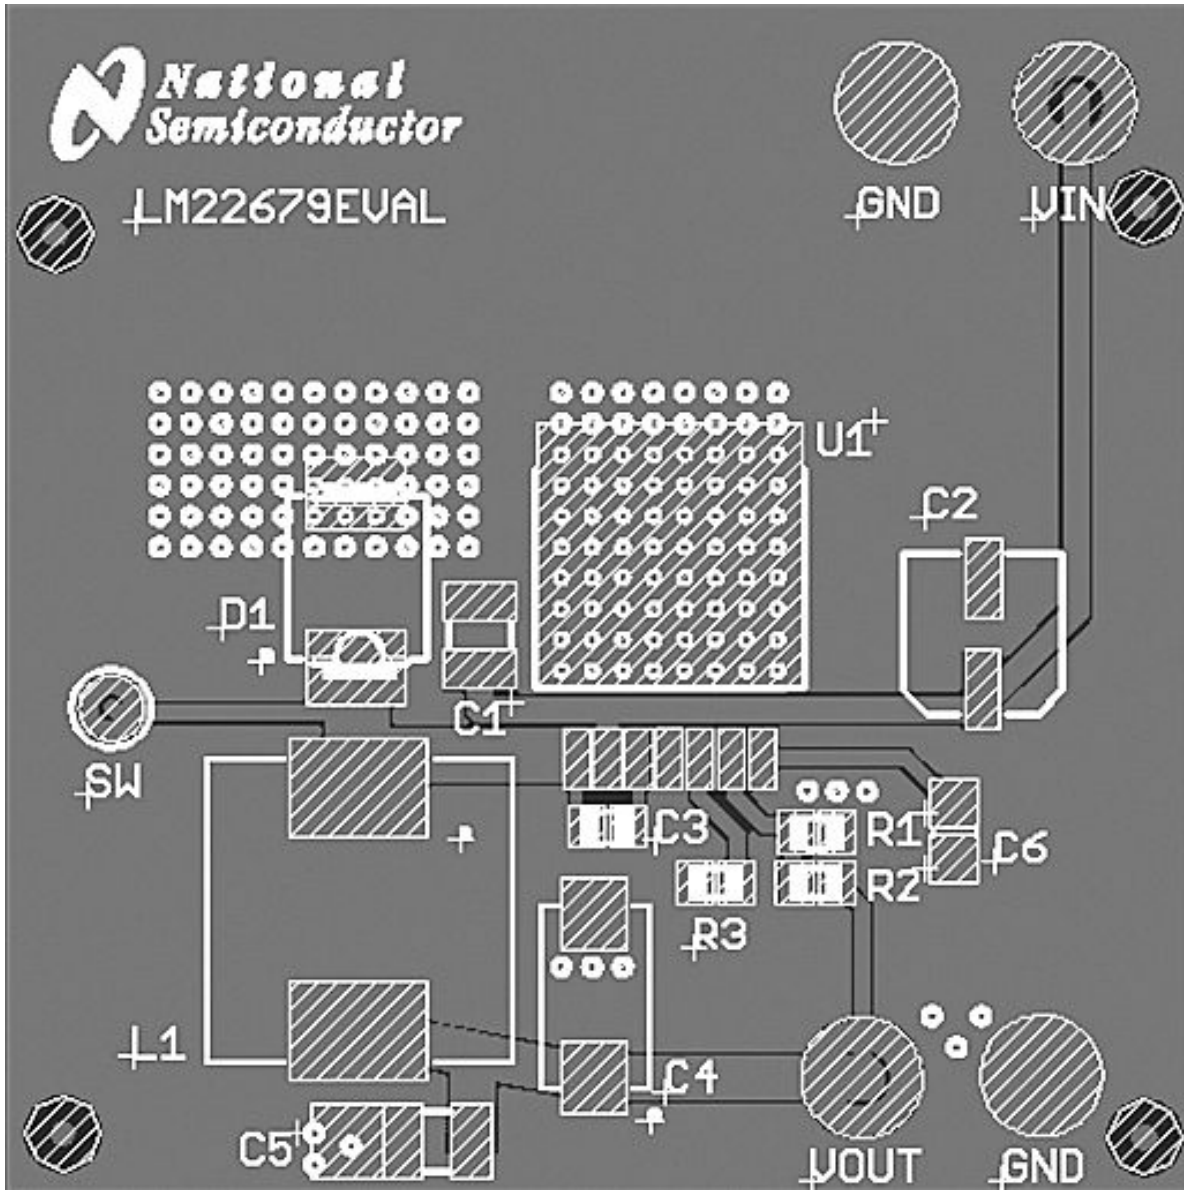 National
Semiconductor
LM22679EVAL
GND
VIN
U1
C2
D1
C1
SW
C3
R1
C6
R2
R3
L1
C4
C5
VOUT
GND